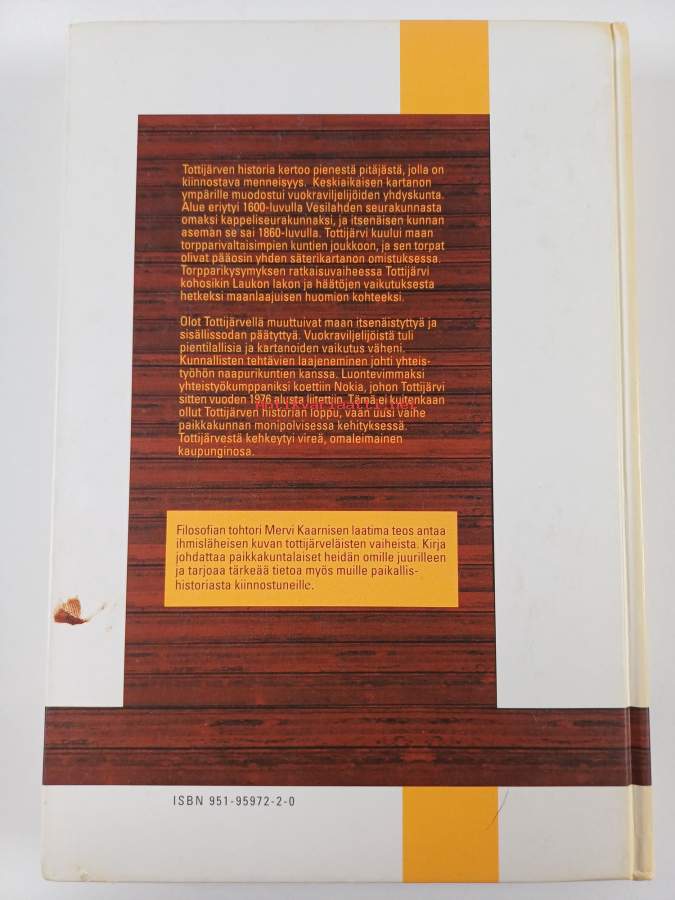 Tottijärven historia kertoo pienestä pitäjästä, jolla on
kiinnostava menneisyys. Keskiaikaisen kartanon
ympärille muodostui vuokraviljelijöiden yhdyskunta.
Alue eriytyi 1600-luvulla Vesilahden seurakunnasta
omaksi kappeliseurakunnaksi, ja itsenäisen kunnan
aseman se sai 1860-luvulla. Tottijärvi kuului maan
torpparivaltaisimpien kuntien joukkoon, ja sen torpat
olivat pääosin yhden säterikartanon omistuksessa.
Torpparikysymyksen ratkaisuvaiheessa Tottijärvi
kohosikin Laukon lakon ja häätöjen vaikutuksesta
hetkeksi maanlaajuisen huomion kohteeksi.
Olot Tottijärvellä muuttuivat maan itsenäistyttyä ja
sisällissodan päätyttyä. Vuokraviljelijöistä tuli
pientilallisia ja kartanoiden vaikutus väheni.
Kunnallisten tehtävien laajeneminen johti yhteis-
työhön naapurikuntien kanssa. Luontevimmaksi
yhteistyökumppaniksi koettiin Nokia, johon Tottijärvi
sitten vuoden 1976 alusta liitettiin. Tämä ei kuitenkaan
ollut Tottijärven historian loppu, vaan uusi vaihe
paikkakunnan monipolvisessa kehityksessä.
Tottijärvestä kehkeytyi vireä, omaleimainen
kaupunginosa.
Filosofian tohtori Mervi Kaarnisen laatima teos antaa
ihmisläheisen kuvan tottijärveläisten vaiheista. Kirja
johdattaa paikkakuntalaiset heidän omille juurilleen
ja tarjoaa tärkeää tietoa myös muille paikallis-
historiasta kiinnostuneille.
ISBN 951-95972-2-0